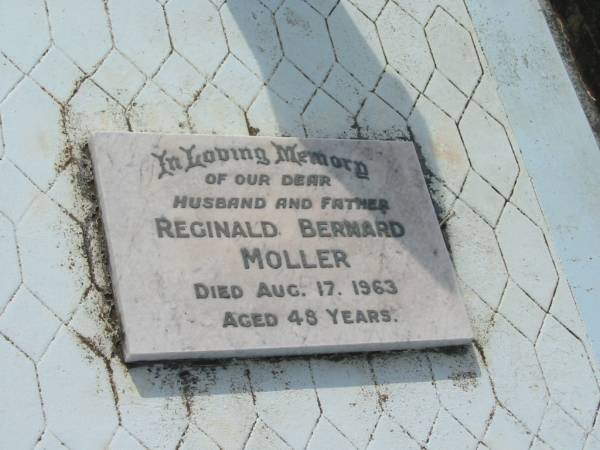 In Loving Memory
OF OUR DEAR
HUSBAND AND FATHER
REGINALD BERNARD
MOLLER
DIED AUG. 17. 1963
AGED 48 YEARS.